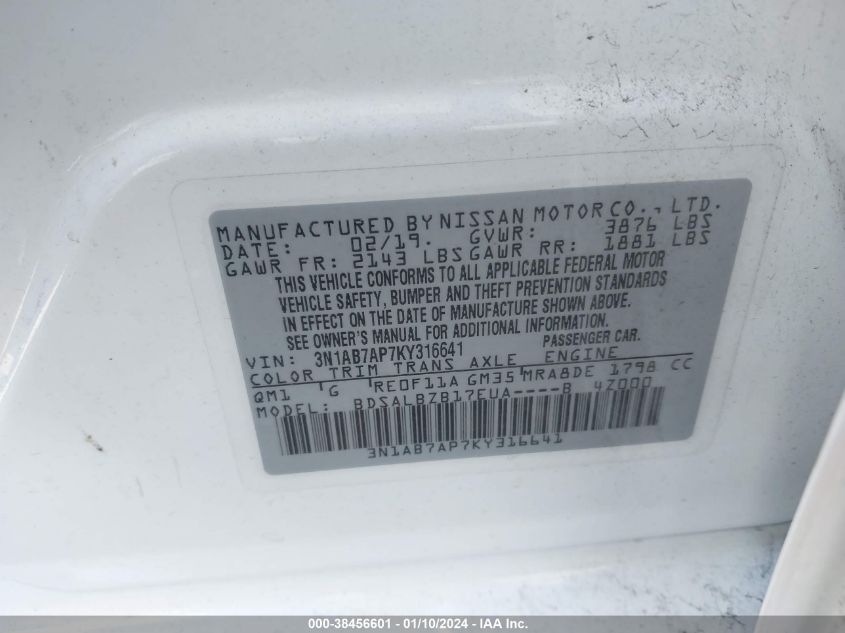 MANUFACTURED BY NISSAN MOTOR CO., LTD.
DATE: 02/19. GVWR: 3876 LBS
GAWR FR: 2143 LBS GAWR RR: 1881 LBS
THIS VEHICLE CONFORMS TO ALL APPLICABLE FEDERAL MOTOR
VEHICLE SAFETY, BUMPER AND THEFT PREVENTION STANDARDS
IN EFFECT ON THE DATE OF MANUFACTURE SHOWN ABOVE.
SEE OWNER'S MANUAL FOR ADDITIONAL INFORMATION.
VIN: 3N1AB7AP7KY316641 PASSENGER CAR.
COLOR TRIM TRANS AXLE ENGINE
QM1 G RE0F11A GM35 MRA8DE 1798 CC
MODEL: BDSALBZB17EUA----B 4Z000
3N1AB7AP7KY316641
000-38456601 - 01/10/2024 - IAA Inc.